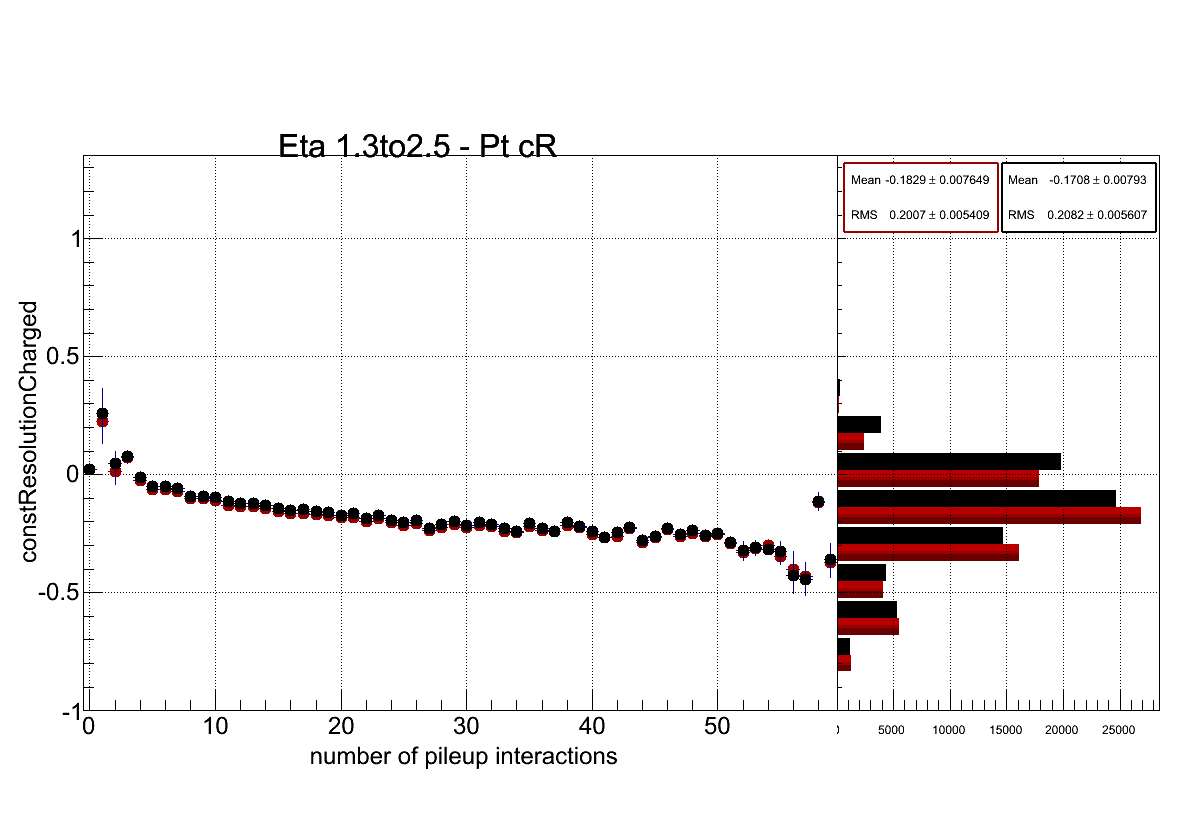 Eta 1.3to2.5 - Pt cR
Mean -0.1829 ± 0.007649
RMS 0.2007 ± 0.005409
Mean -0.1708 ± 0.00793
RMS 0.2082 ± 0.005607
constResolutionCharged
1
0.5
0
-0.5
-1
0 10 20 30 40 50
number of pileup interactions
5000 10000 15000 20000 25000